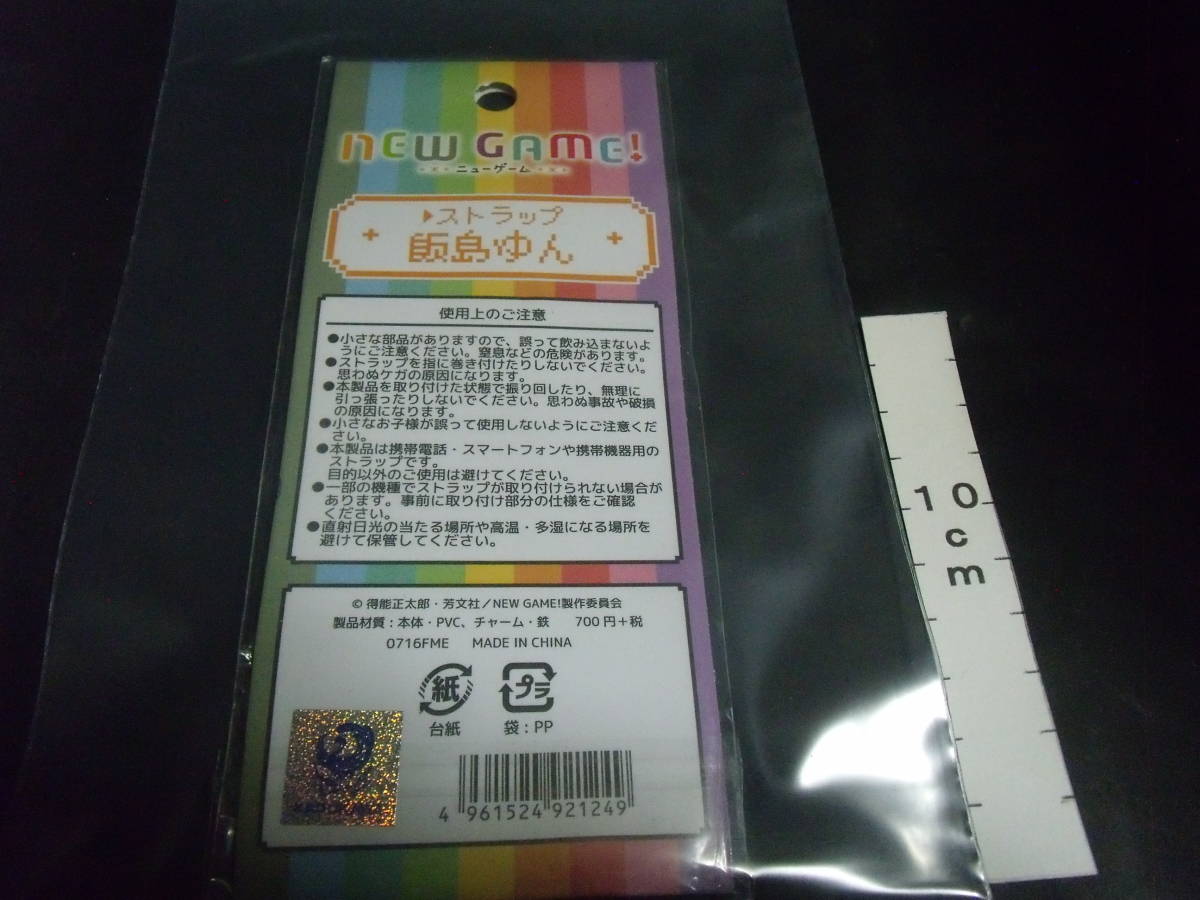 NEW GAME!
ニューゲーム
ストラップ
飯島ゆん
使用上のご注意
●小さな部品がありますので、誤って飲み込まないよ
うにご注意ください。窒息などの危険があります。
●ストラップを指に巻き付けたりしないでください。
思わぬケガの原因になります。
●本製品を取り付けた状態で振り回したり、無理に
引っ張ったりしないでください。思わぬ事故や破損
の原因になります。
●小さなお子様が誤って使用しないようにご注意くだ
さい。
●本製品は携帯電話・スマートフォンや携帯機器用の
ストラップです。
目的以外のご使用は避けてください。
●一部の機種でストラップが取り付けられない場合が
あります。事前に取り付け部分の仕様をご確認
ください。
●直射日光の当たる場所や高温・多湿になる場所を
避けて保管してください。
© 得能正太郎・芳文社／NEW GAME!製作委員会
製品材質：本体・PVC、チャーム・鉄 700円+税
0716FME MADE IN CHINA
紙 プラ
台紙 袋：PP
4 961524 921249
10
cm